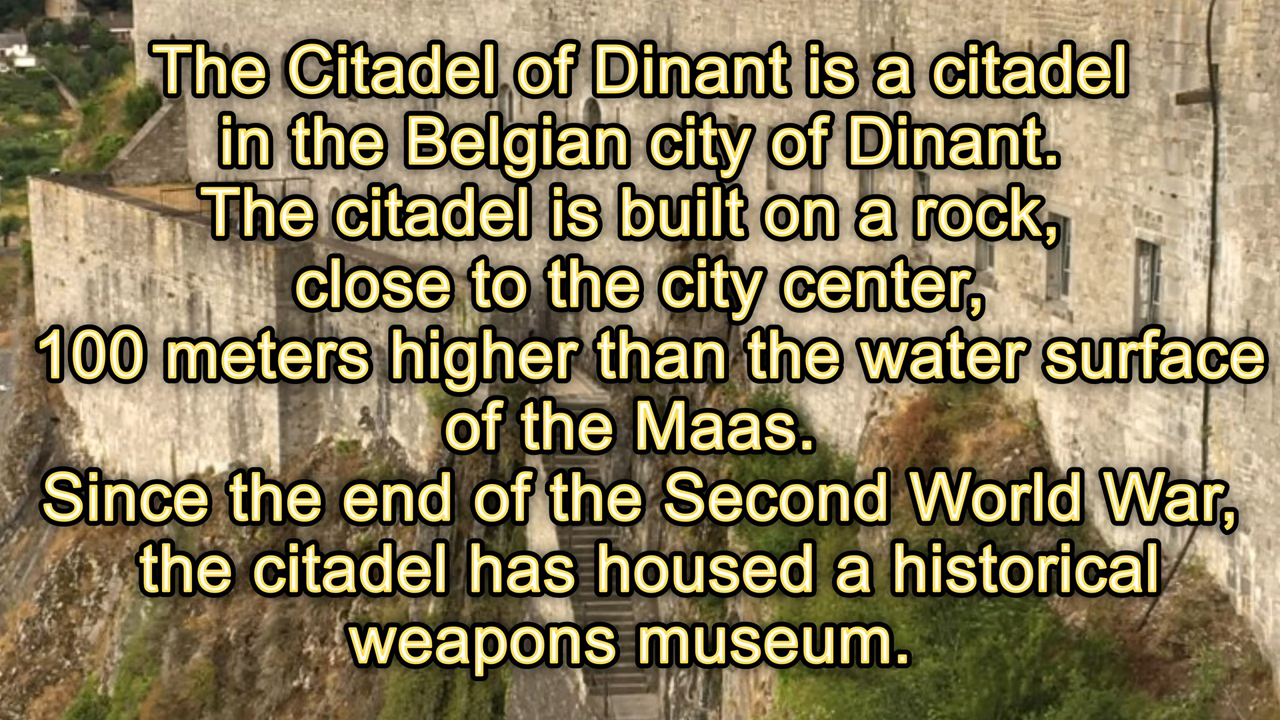 The Citadel of Dinant is a citadel
in the Belgian city of Dinant.
The citadel is built on a rock,
close to the city center,
100 meters higher than the water surface
of the Maas.
Since the end of the Second World War,
the citadel has housed a historical
weapons museum.